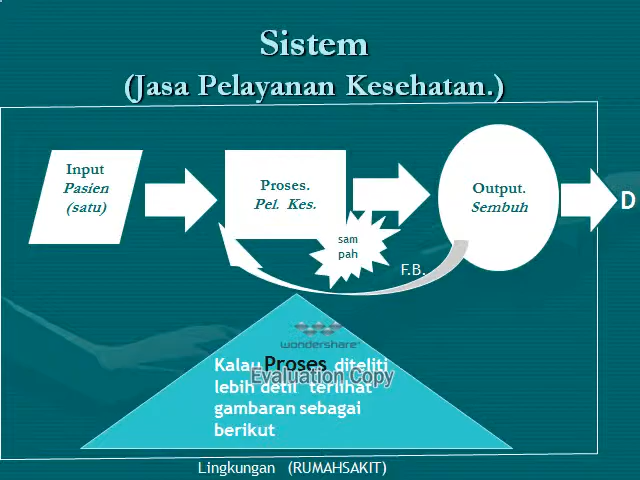 Sistem
(Jasa Pelayanan Kesehatan.)
Input
Pasien
(satu)
Proses.
Pel. Kes.
Output.
Sembuh
D
sam
pah
F.B.
wondershare
Evaluation Copy
Kalau Proses diteliti
lebih detil terlihat
gambaran sebagai
berikut
Lingkungan (RUMAHSAKIT)